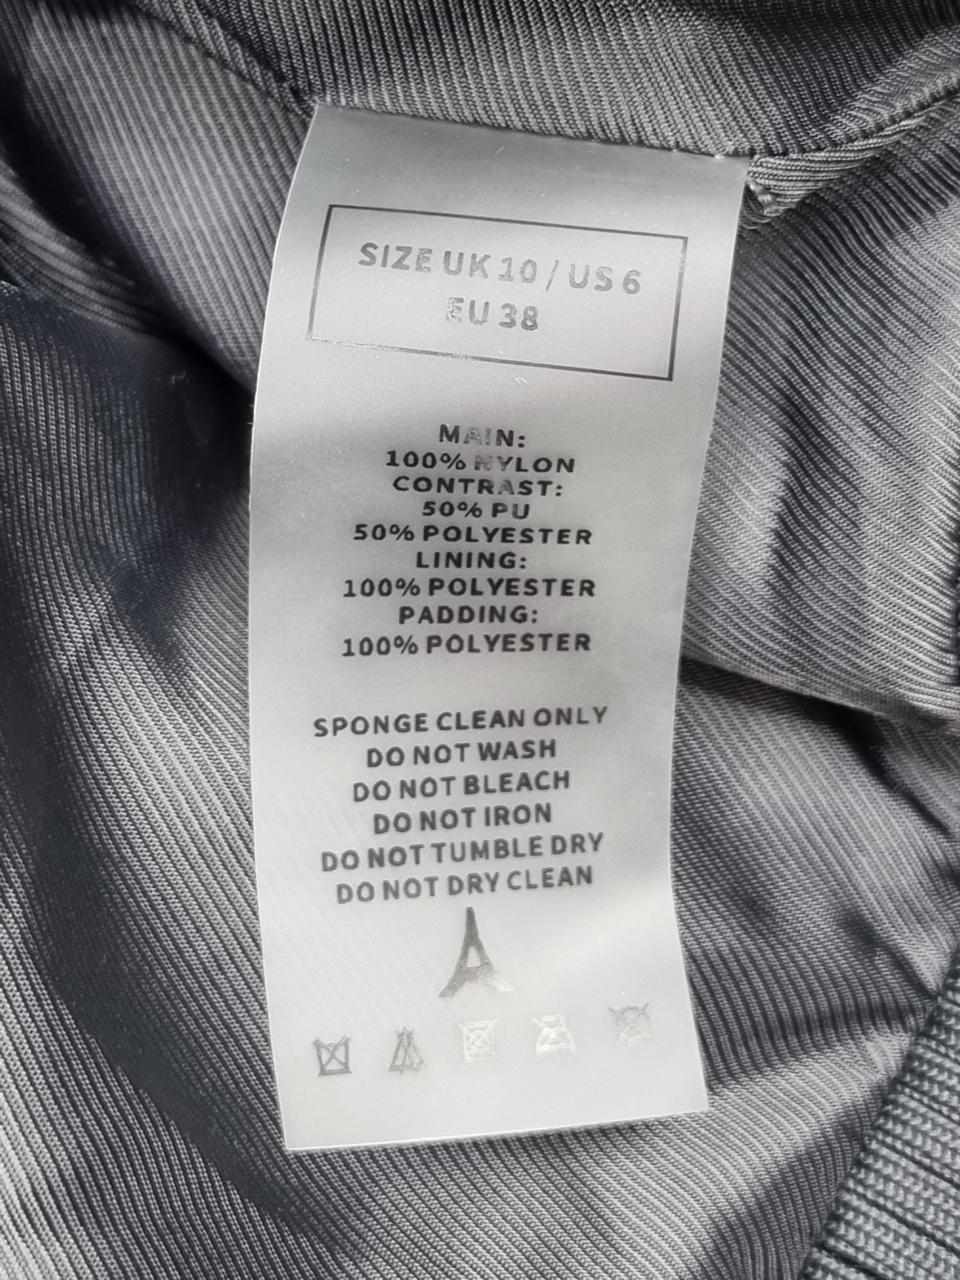 SIZE UK 10 / US 6
EU 38
MAIN:
100% NYLON
CONTRAST:
50% PU
50% POLYESTER
LINING:
100% POLYESTER
PADDING:
100% POLYESTER
SPONGE CLEAN ONLY
DO NOT WASH
DO NOT BLEACH
DO NOT IRON
DO NOT TUMBLE DRY
DO NOT DRY CLEAN